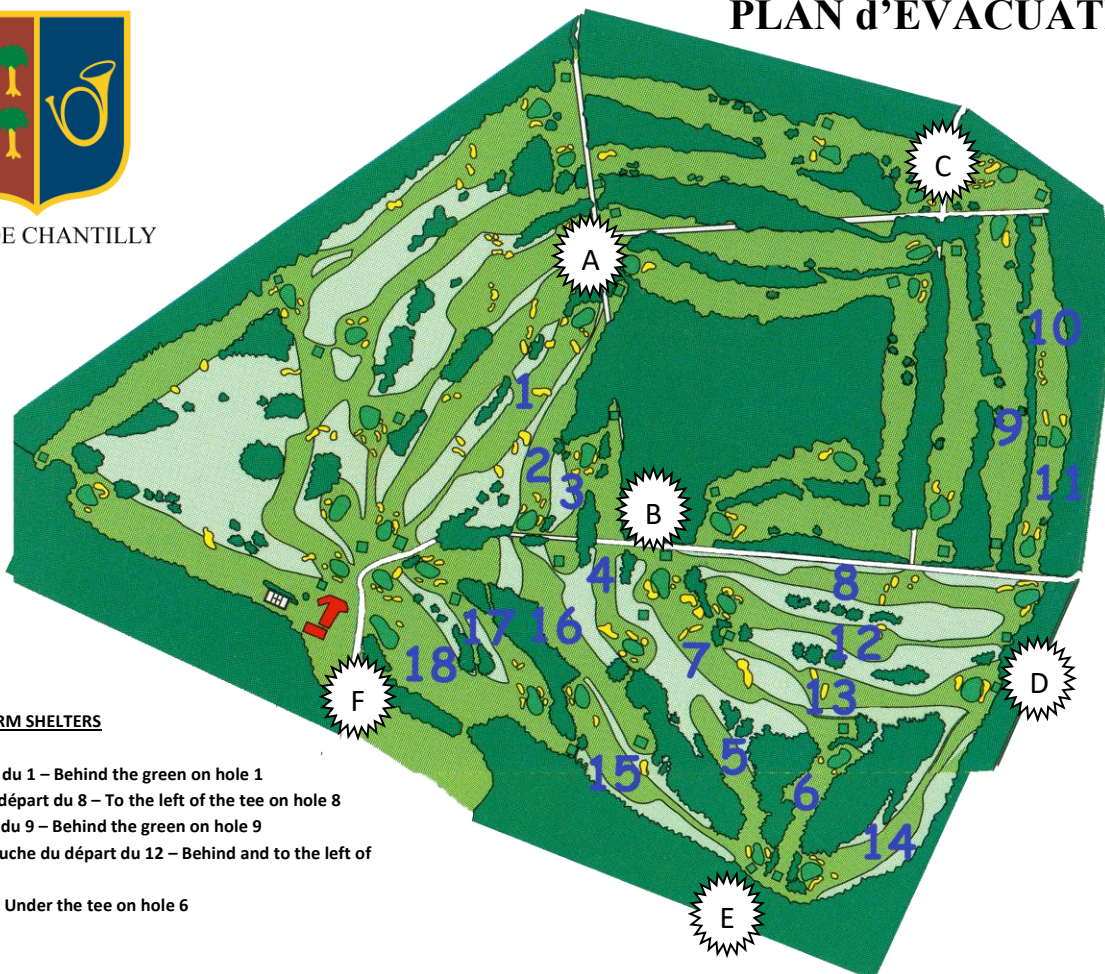 PLAN d’EVACUAT
DE CHANTILLY
C
A
10
1
9
2
3
11
B
4
8
17 16
12
18
7
13
D
F
5
15
6
14
E
RM SHELTERS
du 1 – Behind the green on hole 1
départ du 8 – To the left of the tee on hole 8
du 9 – Behind the green on hole 9
uche du départ du 12 – Behind and to the left of
Under the tee on hole 6